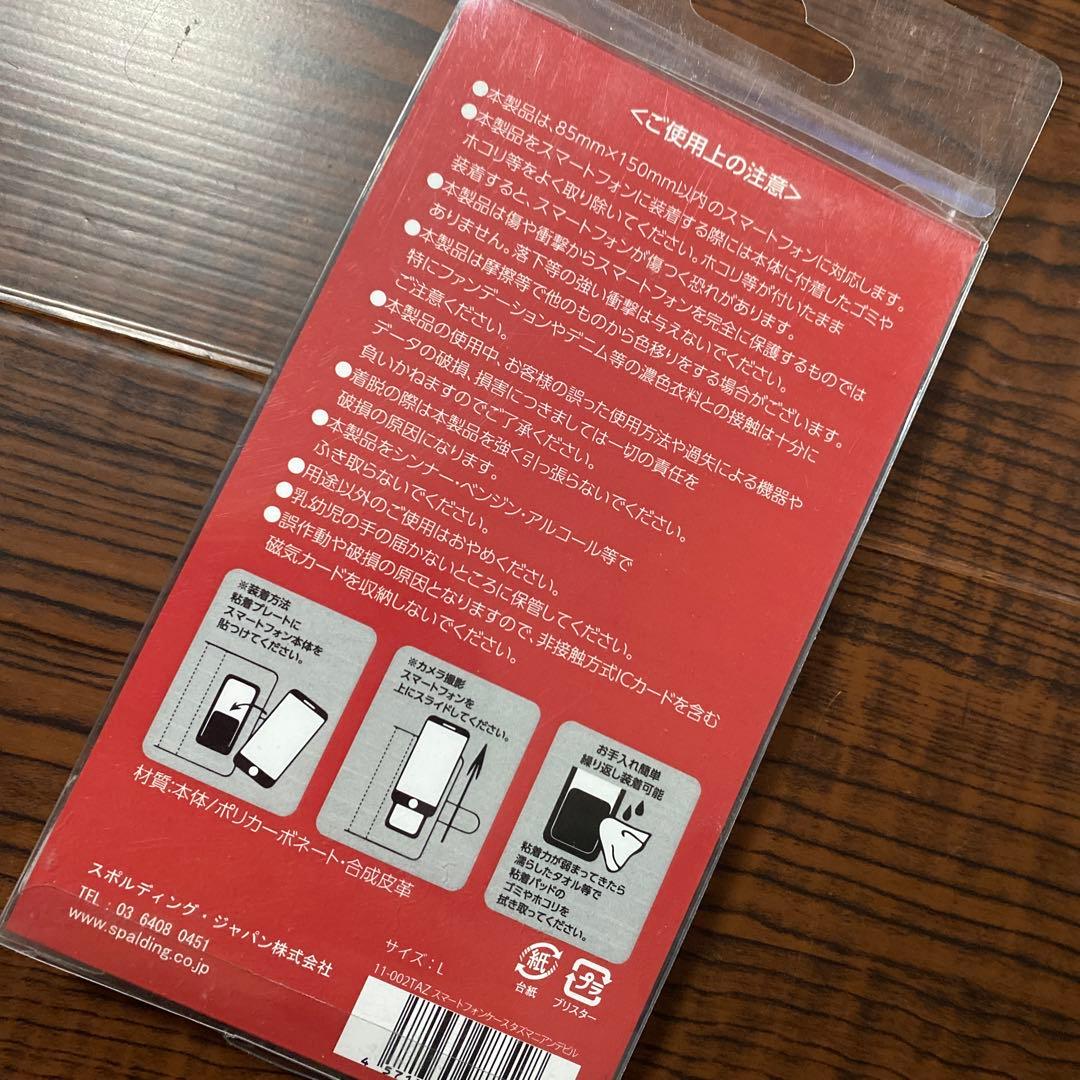 <ご使用上の注意>
●本製品は、85mm×150mm以内のスマートフォンに対応します。
●本製品をスマートフォンに装着する際には本体に付着したゴミや
ホコリ等をよく取り除いてください。ホコリ等が付いたまま
装着すると、スマートフォンが傷つく恐れがあります。
●本製品は傷や衝撃からスマートフォンを完全に保護するものでは
ありません。落下等の強い衝撃は与えないでください。
●本製品は摩擦等で他のものから色移りをする場合がございます。
特にファンデーションやデニム等の濃色衣料との接触は十分に
ご注意ください。
●本製品の使用中、お客様の誤った使用方法や過失による機器や
データの破損、損害につきましては一切の責任を
負いかねますのでご了承ください。
●着脱の際は本製品を強く引っ張らないでください。
破損の原因になります。
●本製品をシンナー・ベンジン・アルコール等で
ふき取らないでください。
●用途以外のご使用はおやめください。
●乳幼児の手の届かないところに保管してください。
●誤作動や破損の原因となりますので、非接触方式ICカードを含む
磁気カードを収納しないでください。
※装着方法
粘着プレートに
スマートフォン本体を
貼つけてください。
※カメラ撮影
スマートフォンを
上にスライドしてください。
お手入れ簡単
繰り返し装着可能
粘着力が弱まってきたら
濡らしたタオル等で
粘着パッドの
ゴミやホコリを
拭き取ってください。
材質:本体/ポリカーボネート・合成皮革
スポルディング・ジャパン株式会社
TEL : 03 6408 0451
www.spalding.co.jp
紙
台紙
プラ
ブリスター
サイズ : L
11-002TAZ スマートフォンケース タズマニアンデビル